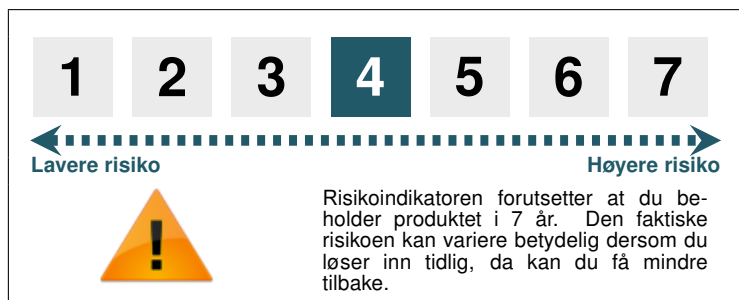 1 2 3 4 5 6 7
Lavere risiko Høyere risiko
!
Risikoindikatoren forutsetter at du be-
holder produktet i 7 år. Den faktiske
risikoen kan variere betydelig dersom du
løser inn tidlig, da kan du få mindre
tilbake.